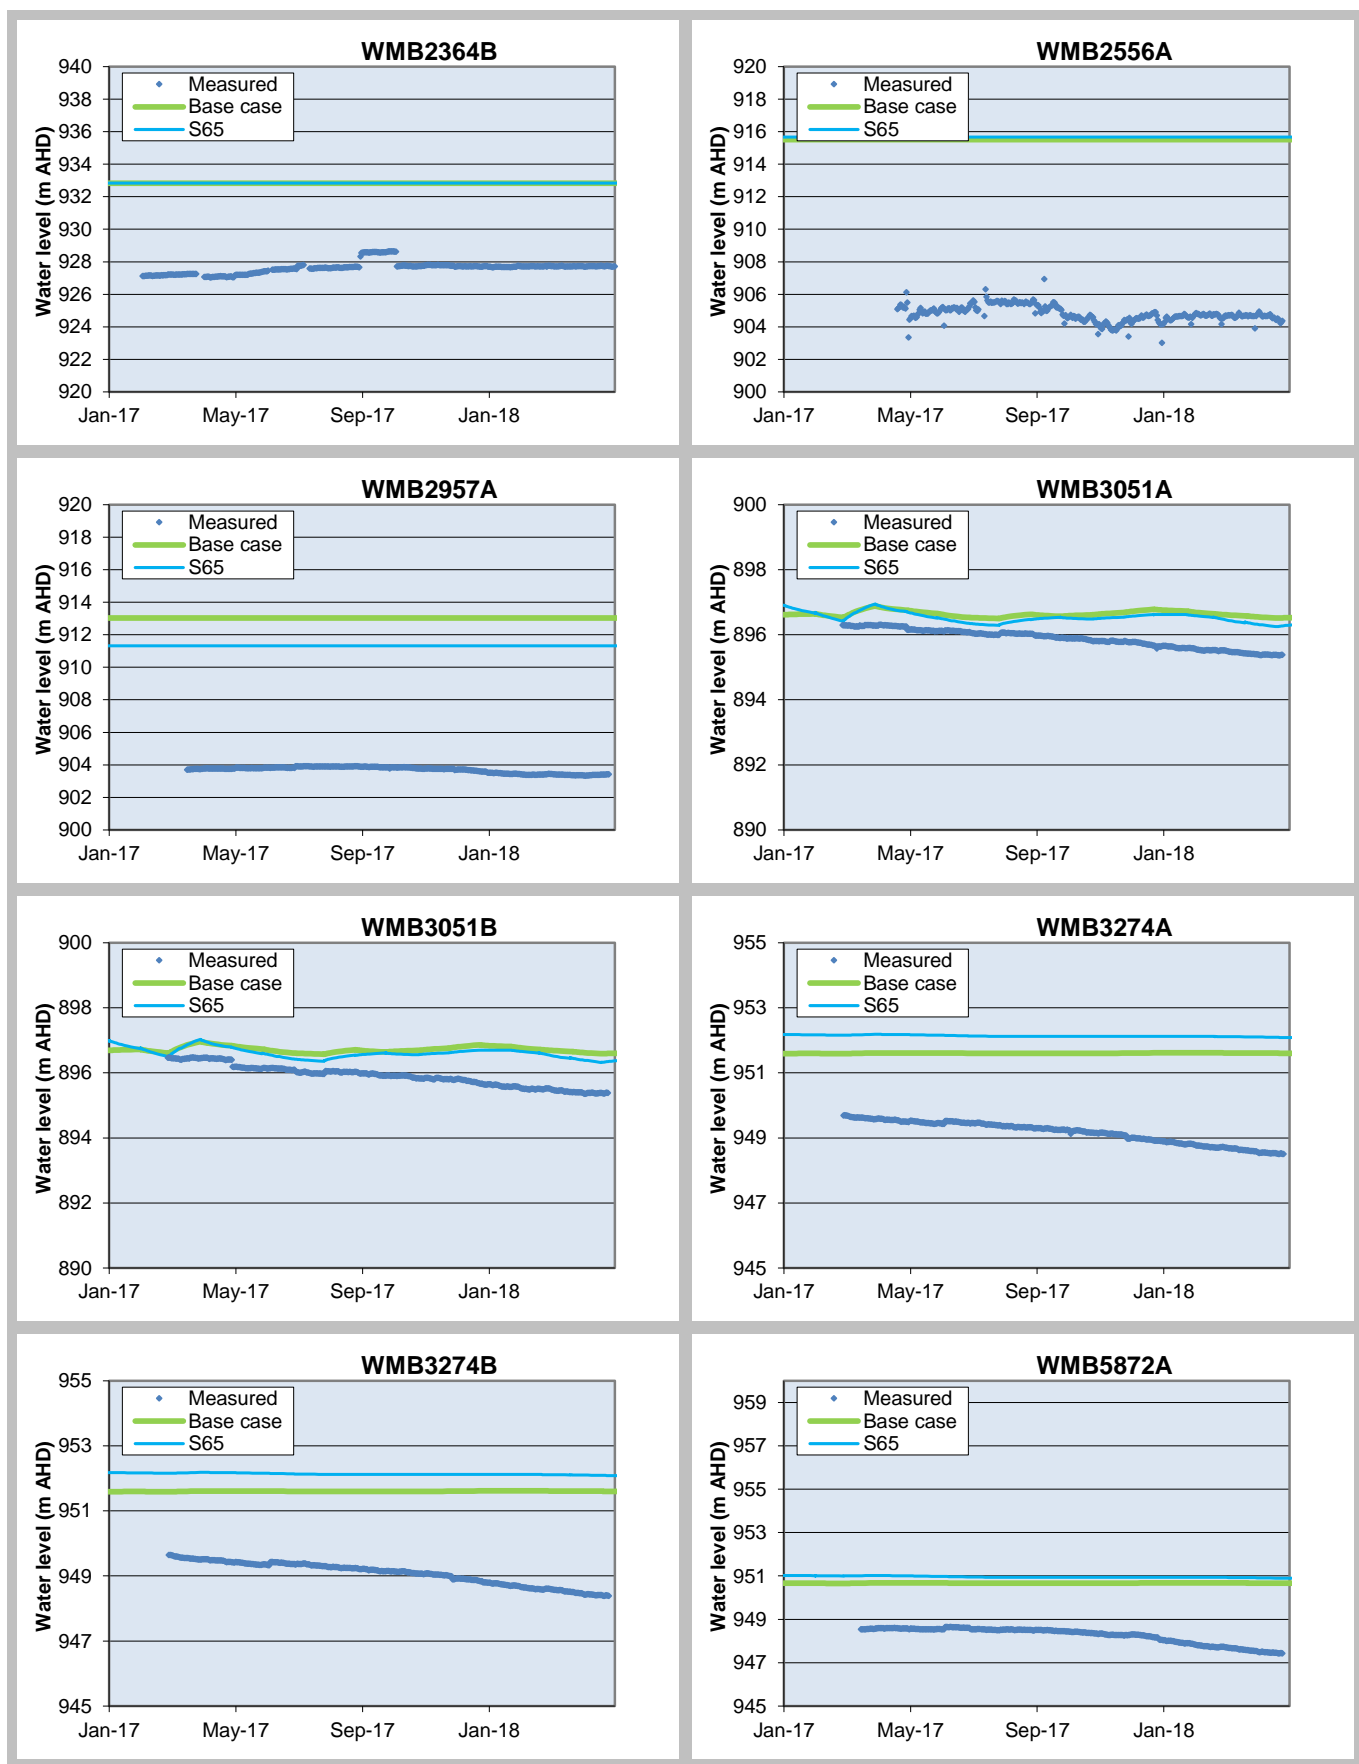 WMB2364B
Water level (m AHD)
940
938
936
934
932
930
928
926
924
922
920
Measured
Base case
S65
Jan-17 May-17 Sep-17 Jan-18
WMB2556A
Water level (m AHD)
920
918
916
914
912
910
908
906
904
902
900
Measured
Base case
S65
Jan-17 May-17 Sep-17 Jan-18
WMB2957A
Water level (m AHD)
920
918
916
914
912
910
908
906
904
902
900
Measured
Base case
S65
Jan-17 May-17 Sep-17 Jan-18
WMB3051A
Water level (m AHD)
900
898
896
894
892
890
Measured
Base case
S65
Jan-17 May-17 Sep-17 Jan-18
WMB3051B
Water level (m AHD)
900
898
896
894
892
890
Measured
Base case
S65
Jan-17 May-17 Sep-17 Jan-18
WMB3274A
Water level (m AHD)
955
953
951
949
947
945
Measured
Base case
S65
Jan-17 May-17 Sep-17 Jan-18
WMB3274B
Water level (m AHD)
955
953
951
949
947
945
Measured
Base case
S65
Jan-17 May-17 Sep-17 Jan-18
WMB5872A
Water level (m AHD)
959
957
955
953
951
949
947
945
Measured
Base case
S65
Jan-17 May-17 Sep-17 Jan-18